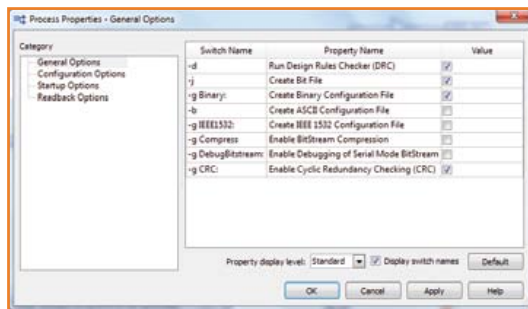 Process Properties - General Options
Category
General Options
Configuration Options
Startup Options
Readback Options
Switch Name Property Name Value
-d Run Design Rules Checker (DRC)
-j Create Bit File
-g Binary: Create Binary Configuration File
-b Create ASCII Configuration File
-g IEEE1532: Create IEEE 1532 Configuration File
-g Compress Enable BitStream Compression
-g DebugBitstream: Enable Debugging of Serial Mode BitStream
-g CRC: Enable Cyclic Redundancy Checking (CRC)
Property display level: Standard Display switch names Default
OK Cancel Apply Help